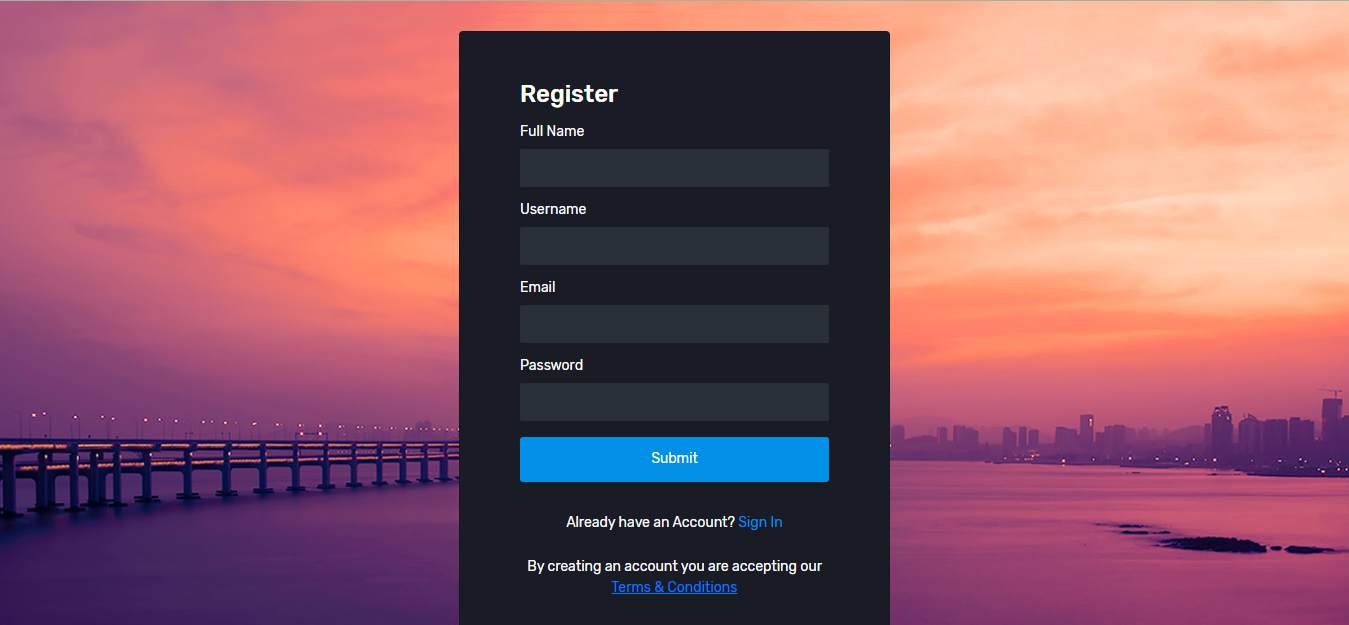 Register
Full Name
Username
Email
Password
Submit
Already have an Account? Sign In
By creating an account you are accepting our
Terms & Conditions